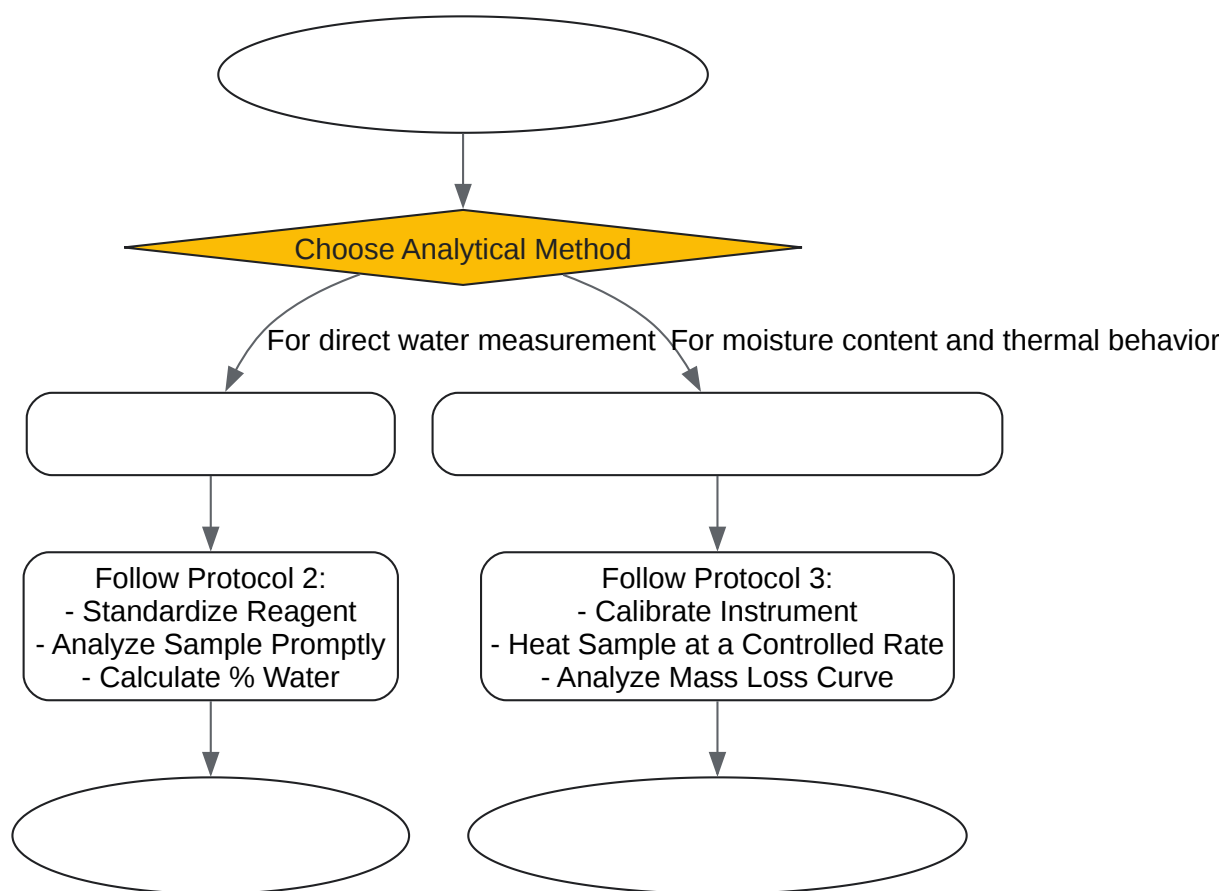 Choose Analytical Method
For direct water measurement
For moisture content and thermal behavior
Follow Protocol 2:
- Standardize Reagent
- Analyze Sample Promptly
- Calculate % Water
Follow Protocol 3:
- Calibrate Instrument
- Heat Sample at a Controlled Rate
- Analyze Mass Loss Curve